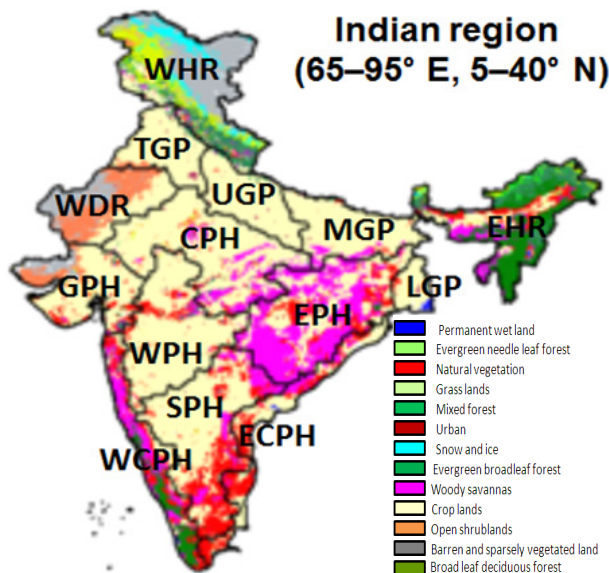 Indian region
(65–95° E, 5–40° N)
WHR
TGP
UGP
WDR
CPH
MGP
EHR
GPH
LGP
EPH
WPH
SPH
ECPH
WCPH
Permanent wet land
Evergreen needle leaf forest
Natural vegetation
Grass lands
Mixed forest
Urban
Snow and ice
Evergreen broadleaf forest
Woody savannas
Crop lands
Open shrublands
Barren and sparsely vegetated land
Broad leaf deciduous forest